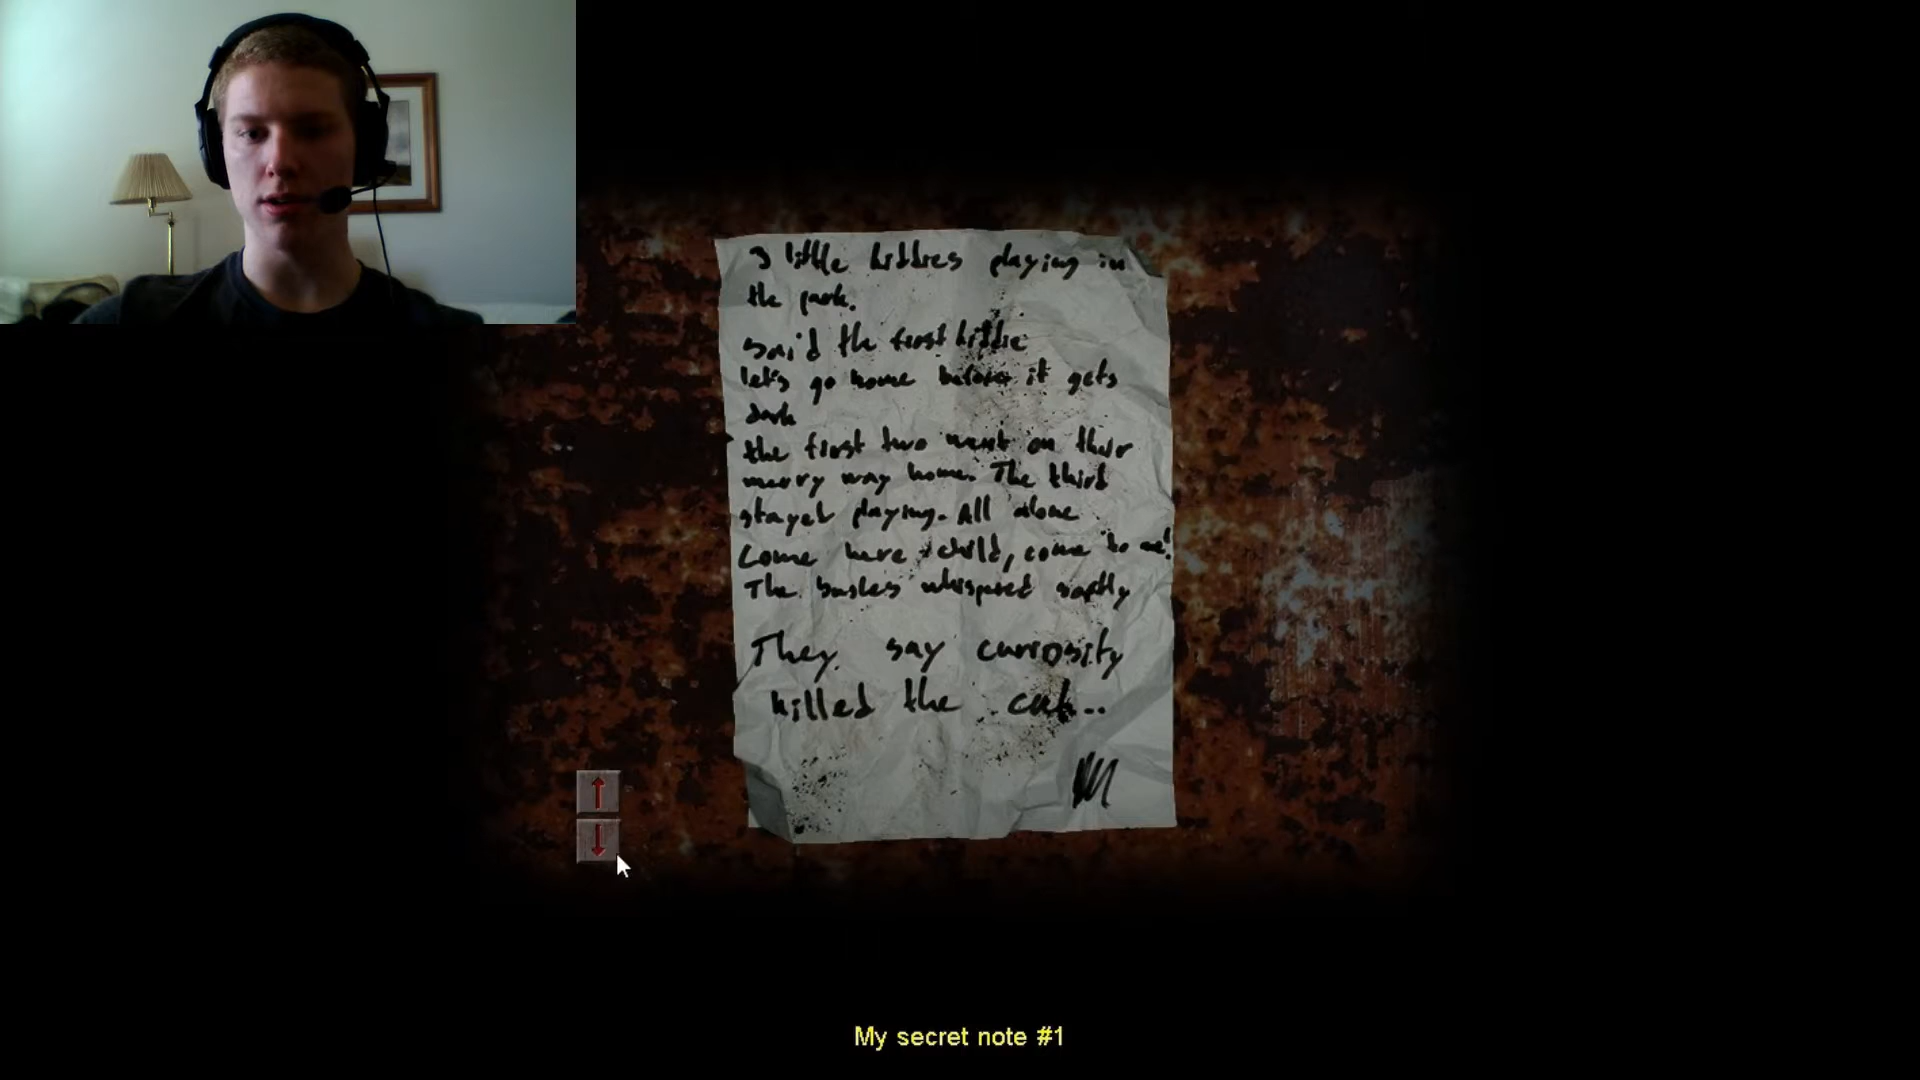 3 little kiddies playing in
the park.
Said the first kiddie
let's go home before it gets
dark
the first two went on their
merry way home. The third
stayed playing. All alone
Come here child, come to me!
The bushes whispered softly
They say curiosity
killed the cat..
My secret note #1